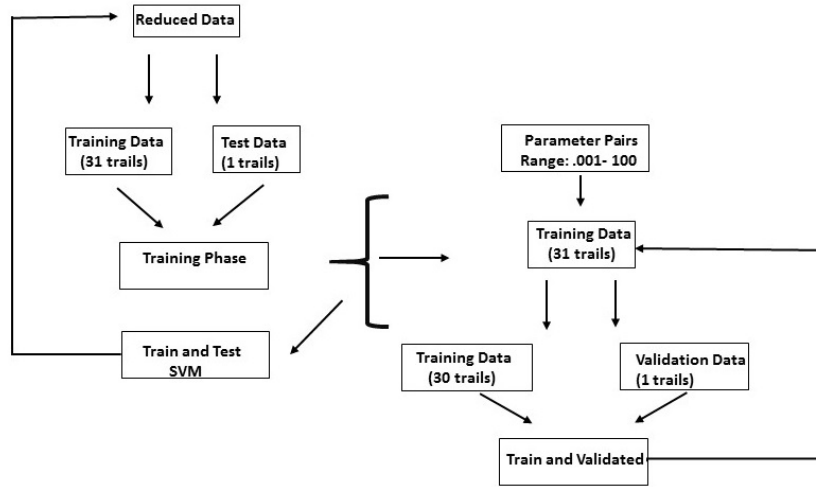 Reduced Data
Training Data
(31 trails)
Test Data
(1 trails)
Training Phase
Train and Test
SVM
Parameter Pairs
Range: .001- 100
Training Data
(31 trails)
Training Data
(30 trails)
Validation Data
(1 trails)
Train and Validated